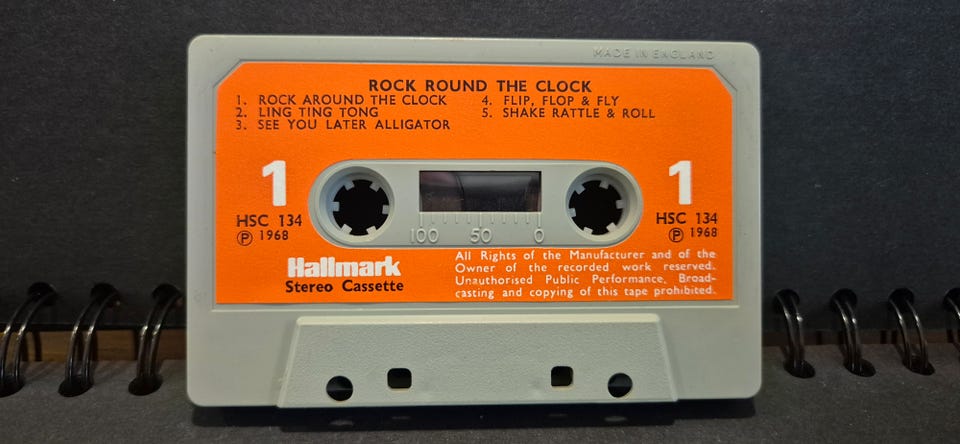 MADE IN ENGLAND
ROCK ROUND THE CLOCK
1. ROCK AROUND THE CLOCK
2. LING TING TONG
3. SEE YOU LATER ALLIGATOR
4. FLIP, FLOP & FLY
5. SHAKE RATTLE & ROLL
1
HSC 134
Ⓟ 1968
1
HSC 134
Ⓟ 1968
100 50 0
Hallmark
Stereo Cassette
All Rights of the Manufacturer and of the
Owner of the recorded work reserved.
Unauthorised Public Performance, Broad-
casting and copying of this tape prohibited.